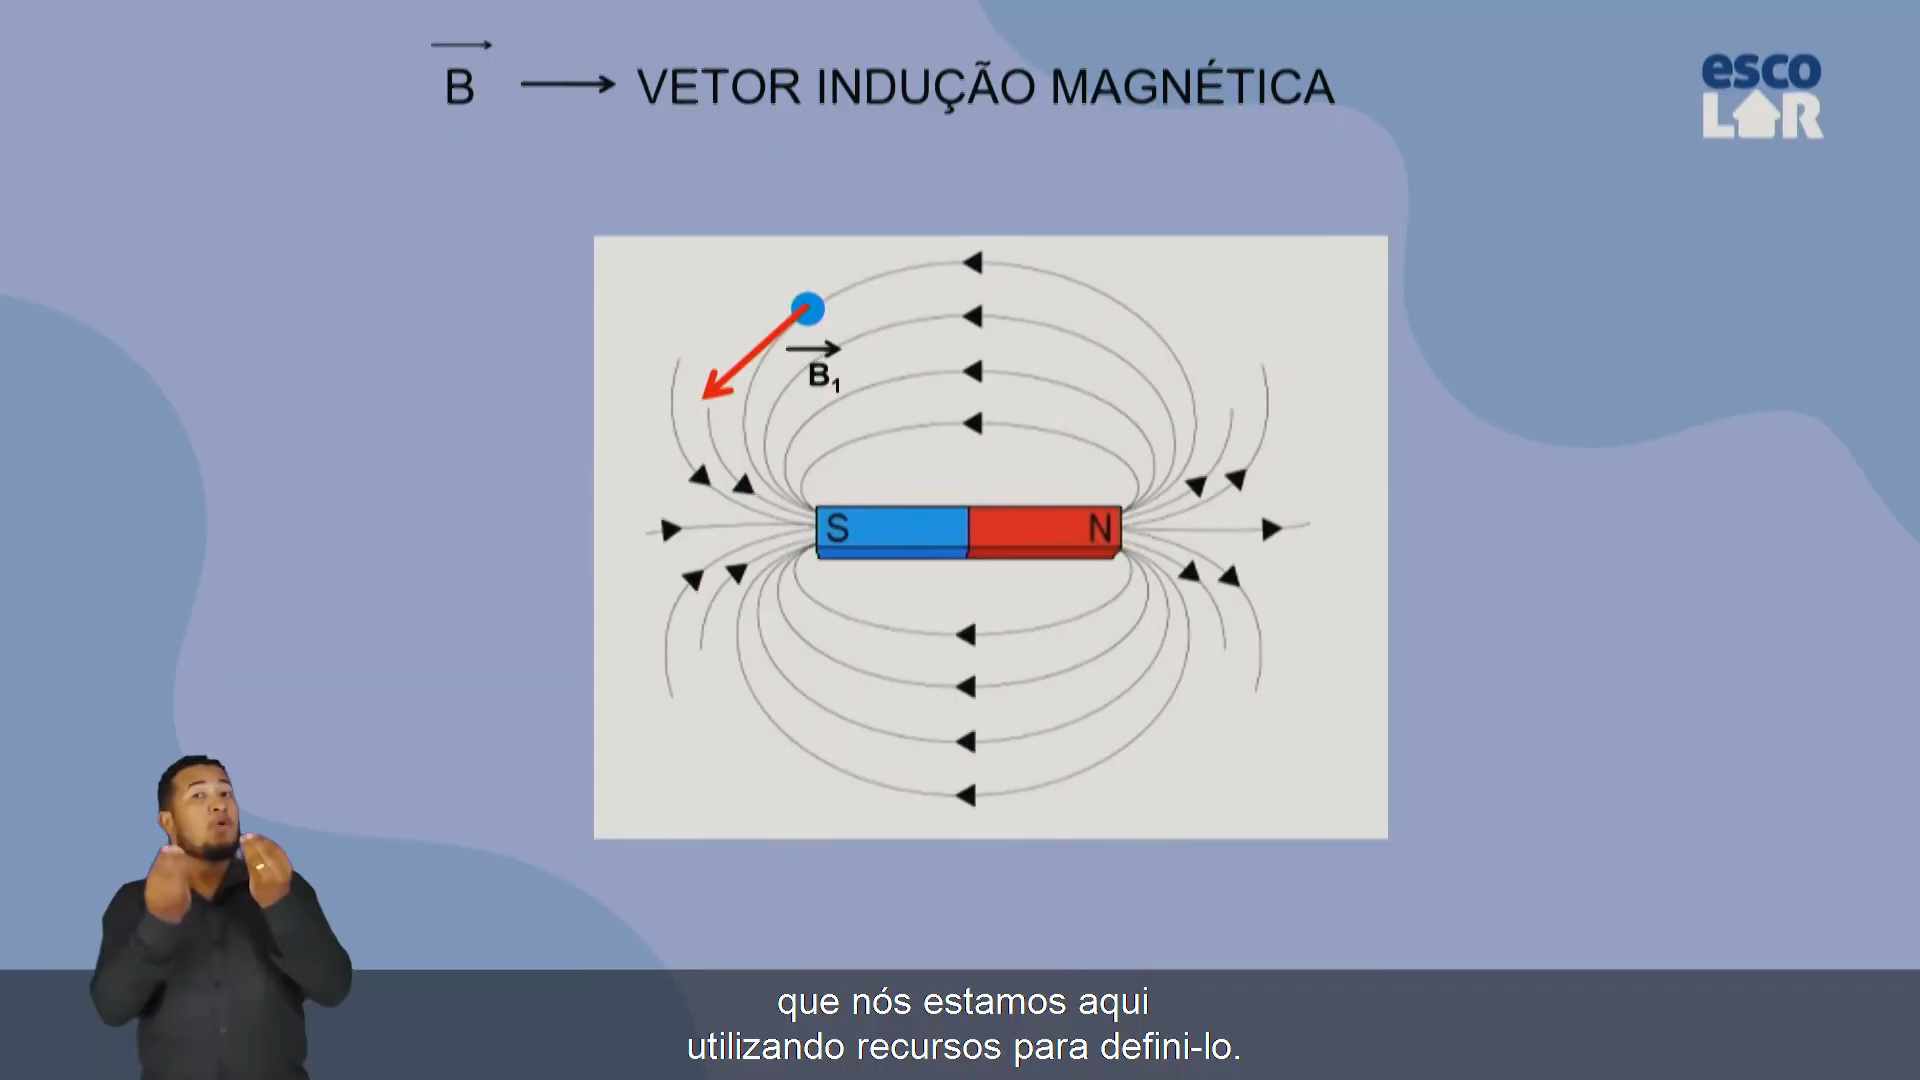 B → VETOR INDUÇÃO MAGNÉTICA
esco
LAR
B1
S
N
que nós estamos aqui
utilizando recursos para defini-lo.